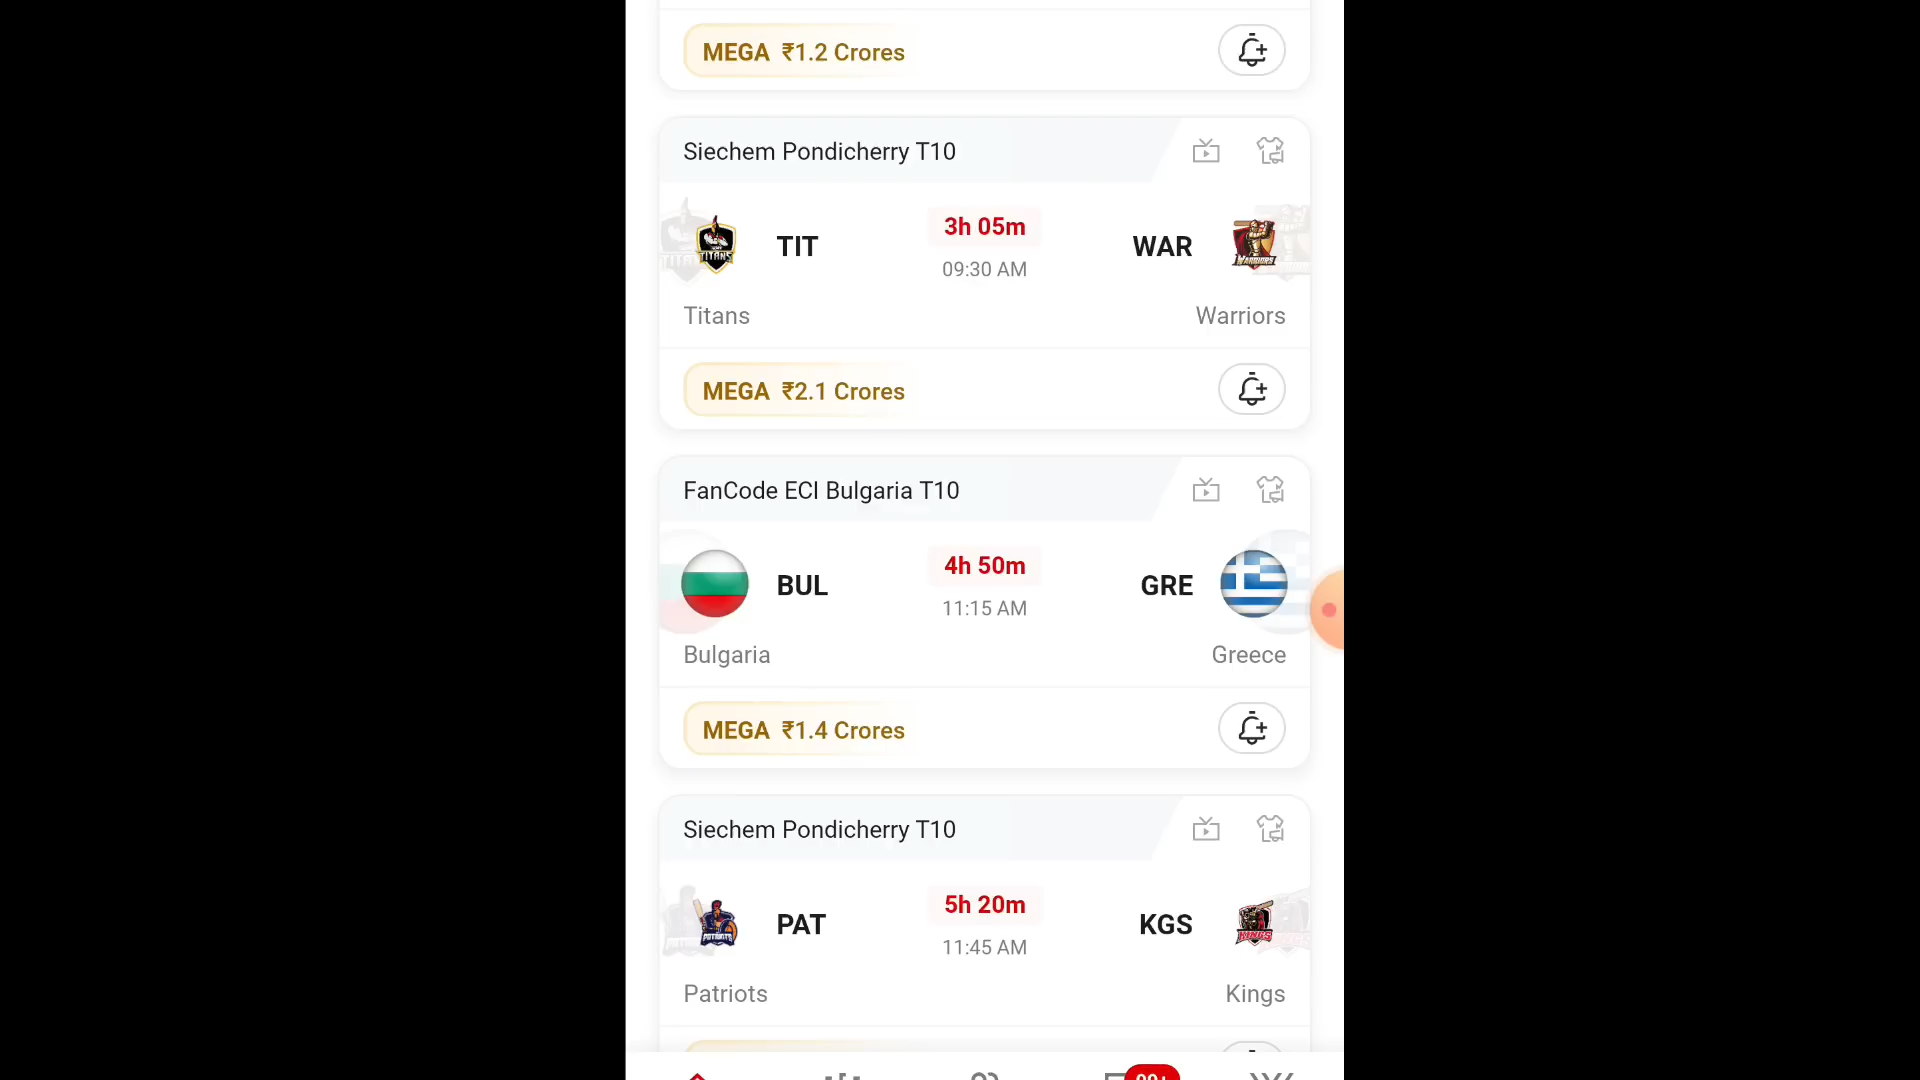 MEGA ₹1.2 Crores
Siechem Pondicherry T10
3h 05m
TIT
WAR
09:30 AM
Titans
Warriors
MEGA ₹2.1 Crores
FanCode ECI Bulgaria T10
4h 50m
BUL
GRE
11:15 AM
Bulgaria
Greece
MEGA ₹1.4 Crores
Siechem Pondicherry T10
5h 20m
PAT
KGS
11:45 AM
Patriots
Kings